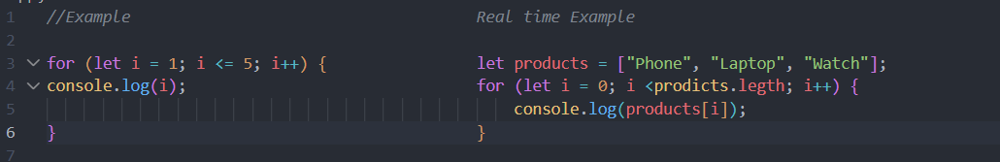 1 //Example Real time Example
2
3 for (let i = 1; i <= 5; i++) { let products = ["Phone", "Laptop", "Watch"];
4 console.log(i); for (let i = 0; i <prodicts.legth; i++) {
5 console.log(products[i]);
6 } }
7